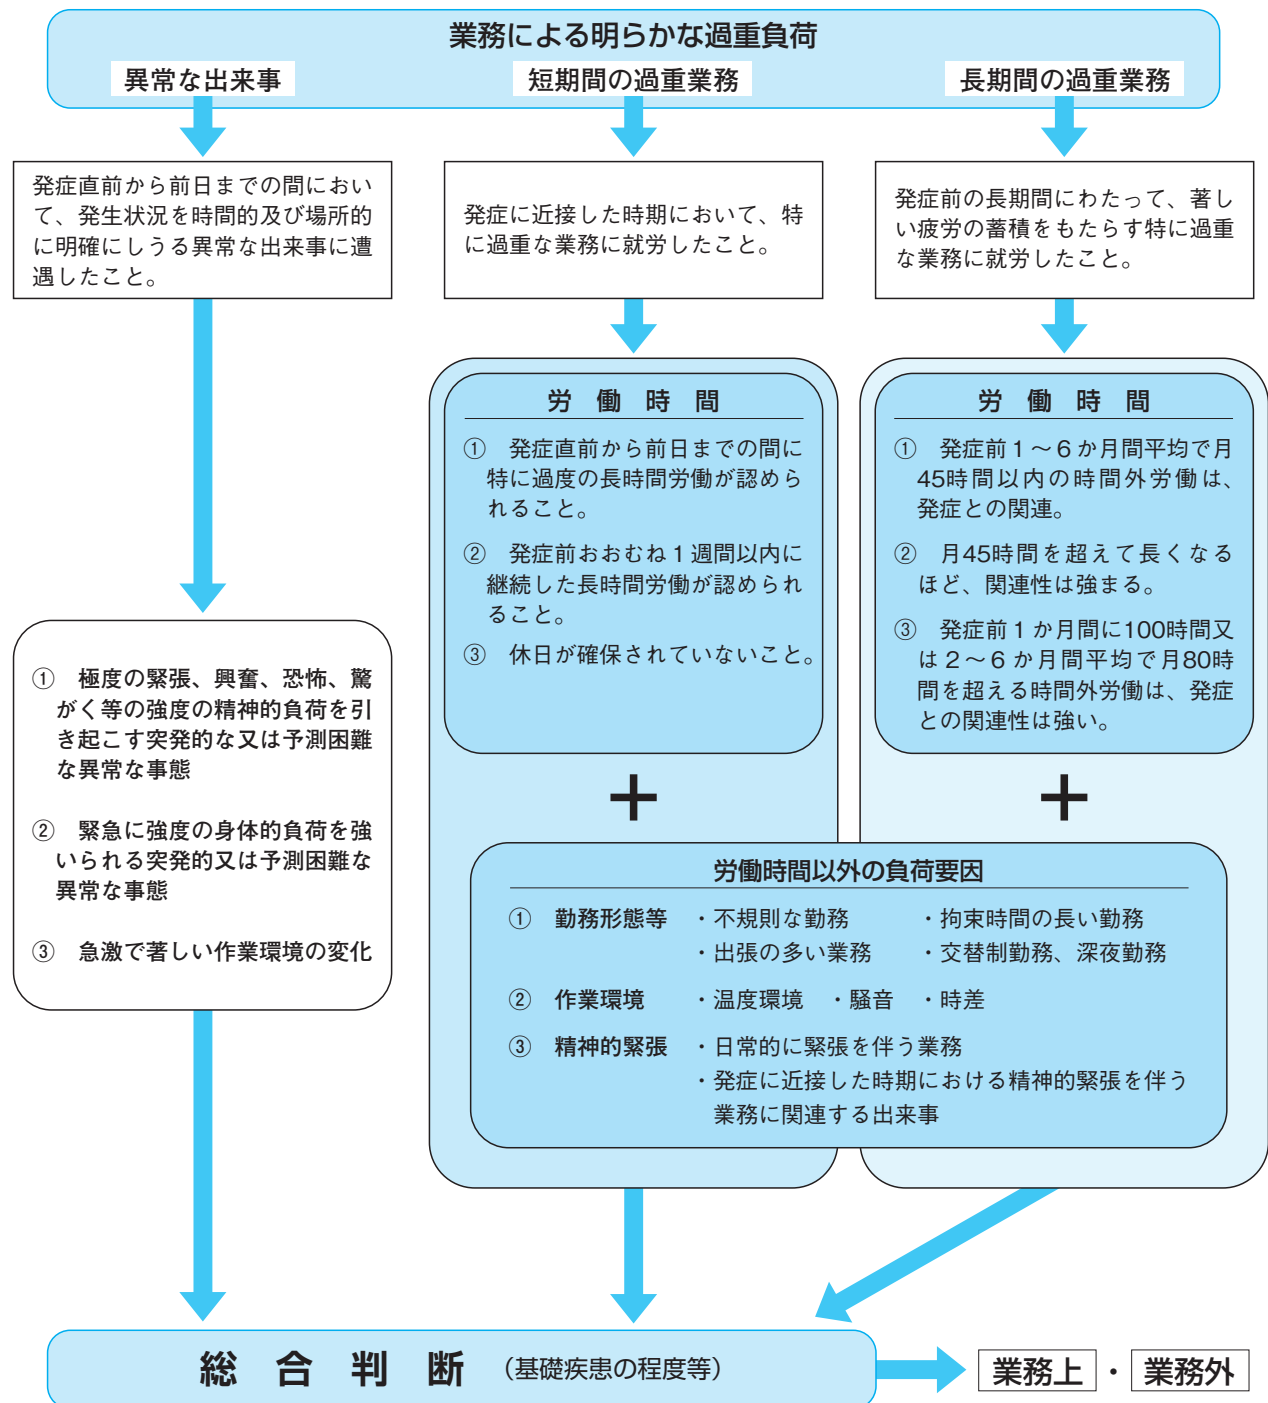 業務による明らかな過重負荷
異常な出来事
短期間の過重業務
長期間の過重業務
発症直前から前日までの間におい
て、発生状況を時間的及び場所的
に明確にしうる異常な出来事に遭
遇したこと。
発症に近接した時期において、特
に過重な業務に就労したこと。
発症前の長期間にわたって、著し
い疲労の蓄積をもたらす特に過重
な業務に就労したこと。
① 極度の緊張、興奮、恐怖、驚
がく等の強度の精神的負荷を引
き起こす突発的な又は予測困難
な異常な事態
② 緊急に強度の身体的負荷を強
いられる突発的又は予測困難な
異常な事態
③ 急激で著しい作業環境の変化
労 働 時 間
① 発症直前から前日までの間に
特に過度の長時間労働が認めら
れること。
② 発症前おおむね1週間以内に
継続した長時間労働が認められ
ること。
③ 休日が確保されていないこと。
労 働 時 間
① 発症前1～6か月間平均で月
45時間以内の時間外労働は、
発症との関連。
② 月45時間を超えて長くなる
ほど、関連性は強まる。
③ 発症前1か月間に100時間又
は2～6か月間平均で月80時
間を超える時間外労働は、発症
との関連性は強い。
＋
＋
労働時間以外の負荷要因
① 勤務形態等 ・不規則な勤務 ・拘束時間の長い勤務
・出張の多い業務 ・交替制勤務、深夜勤務
② 作業環境 ・温度環境 ・騒音 ・時差
③ 精神的緊張 ・日常的に緊張を伴う業務
・発症に近接した時期における精神的緊張を伴う
業務に関連する出来事
総 合 判 断 （基礎疾患の程度等）
業務上 ・ 業務外